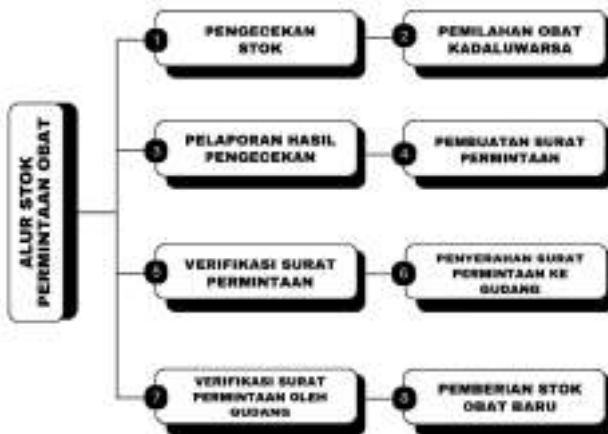 ALUR STOK
PERMINTAAN OBAT
1
PENGECEKAN
STOK
2
PEMILAHAN OBAT
KADALUWARSA
3
PELAPORAN HASIL
PENGECEKAN
4
PEMBUATAN SURAT
PERMINTAAN
5
VERIFIKASI SURAT
PERMINTAAN
6
PENYERAHAN SURAT
PERMINTAAN KE
GUDANG
7
VERIFIKASI SURAT
PERMINTAAN OLEH
GUDANG
8
PEMBERIAN STOK
OBAT BARU